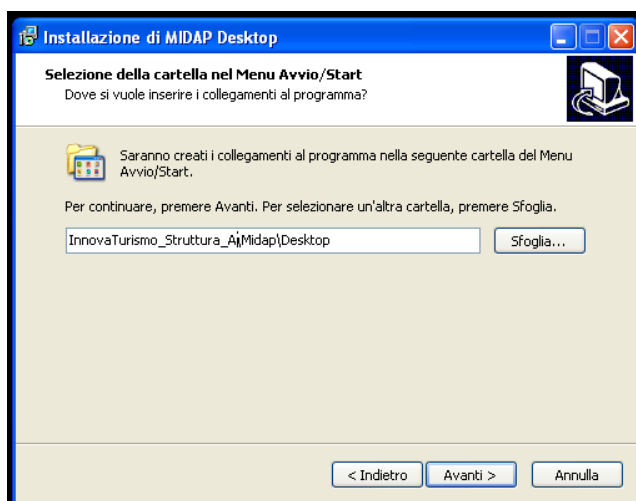 Installazione di MIDAP Desktop
Selezione della cartella nel Menu Avvio/Start
Dove si vuole inserire i collegamenti al programma?
Saranno creati i collegamenti al programma nella seguente cartella del Menu
Avvio/Start.
Per continuare, premere Avanti. Per selezionare un'altra cartella, premere Sfoglia.
InnovaTurismo_Struttura_A\Midap\Desktop
Sfoglia...
< Indietro
Avanti >
Annulla